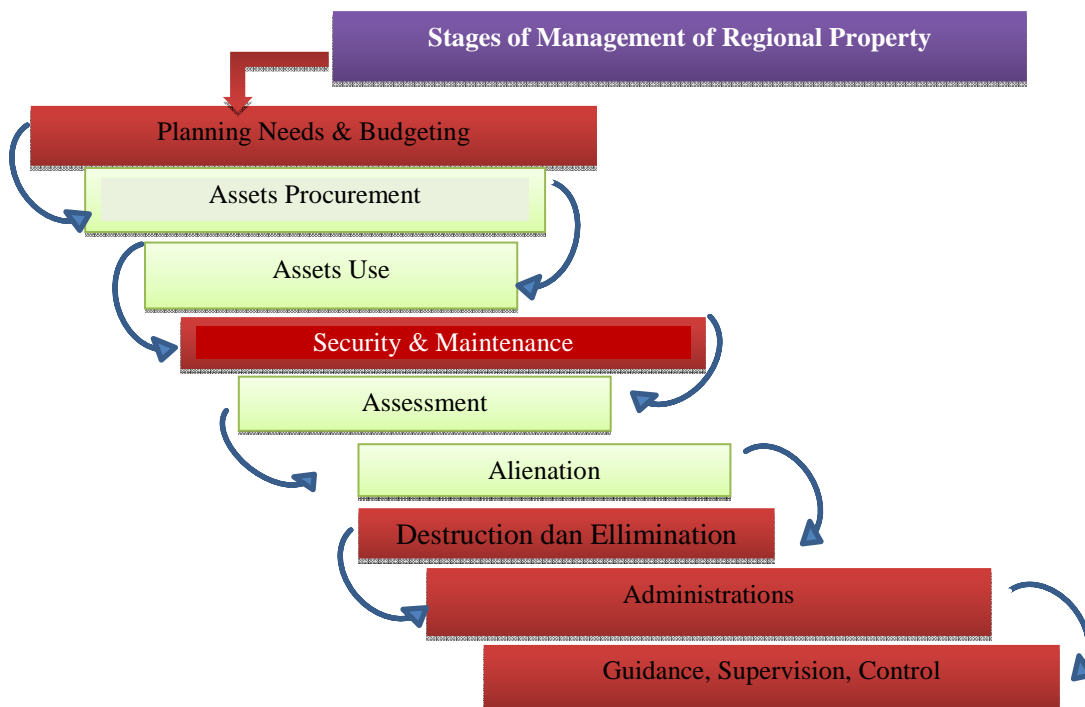 Stages of Management of Regional Property
Planning Needs & Budgeting
Assets Procurement
Assets Use
Security & Maintenance
Assessment
Alienation
Destruction dan Ellimination
Administrations
Guidance, Supervision, Control